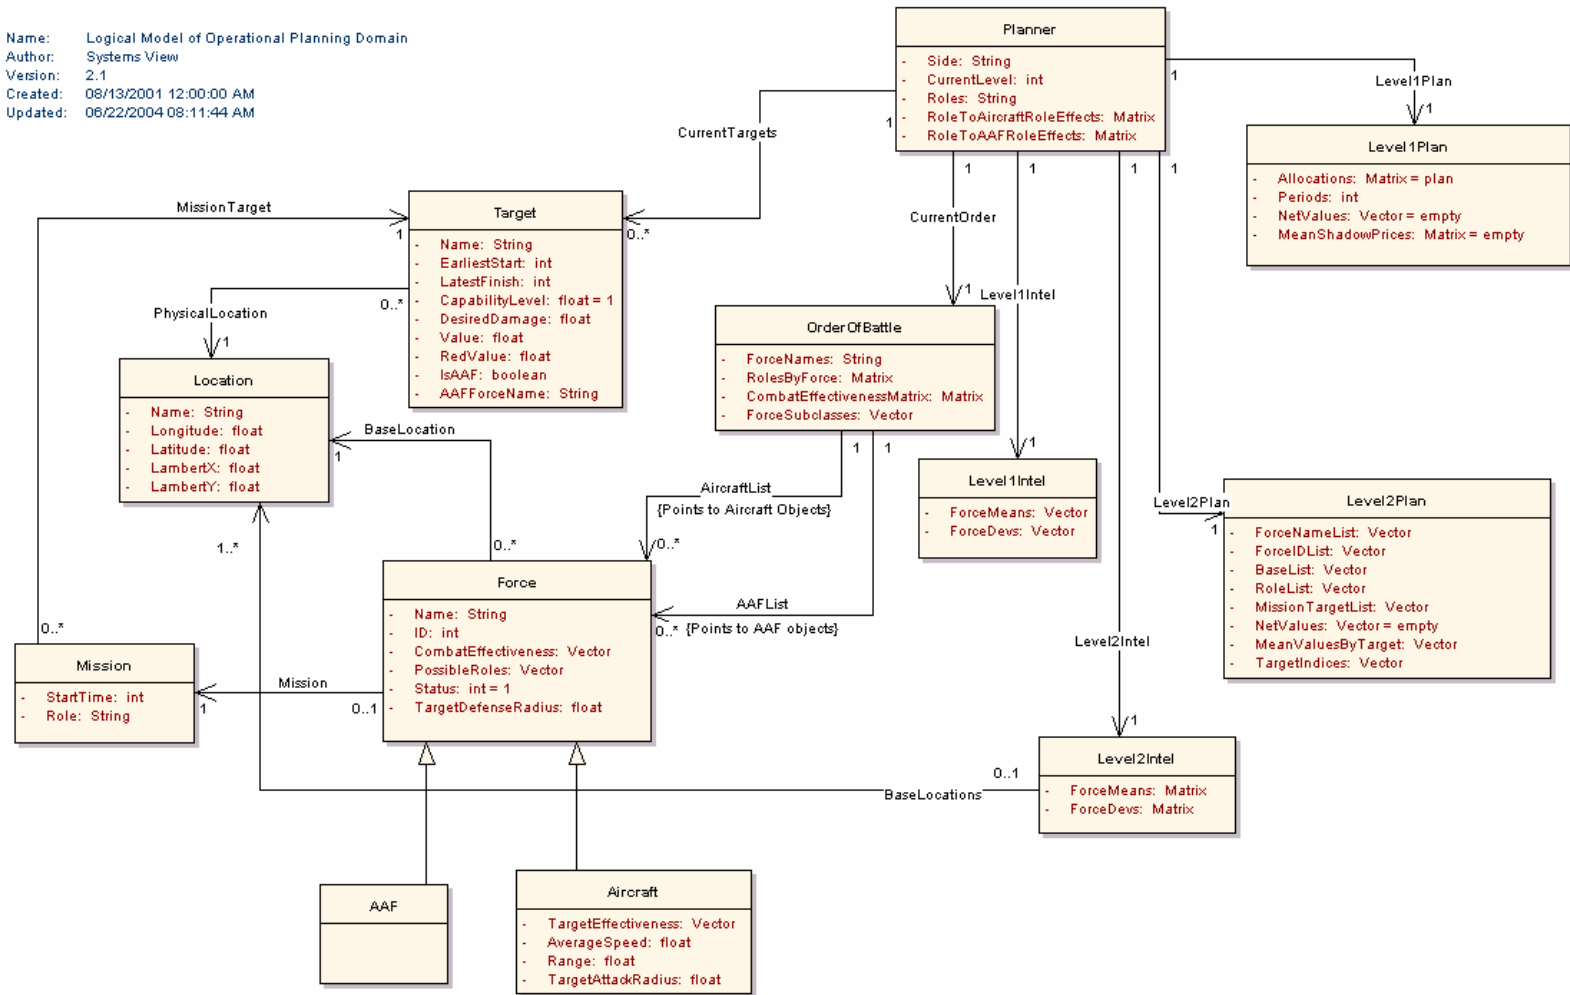 Name: Logical Model of Operational Planning Domain
Author: Systems View
Version: 2.1
Created: 08/13/2001 12:00:00 AM
Updated: 06/22/2004 08:11:44 AM
Planner
- Side: String
- CurrentLevel: int
- Roles: String
- RoleToAircraftRoleEffects: Matrix
- RoleToAAFRoleEffects: Matrix
1
Level1Plan
1
Level1Plan
- Allocations: Matrix = plan
- Periods: int
- NetValues: Vector = empty
- MeanShadowPrices: Matrix = empty
1
CurrentTargets
0..*
1
1
1
1
MissionTarget
1
Target
- Name: String
- EarliestStart: int
- LatestFinish: int
- CapabilityLevel: float = 1
- DesiredDamage: float
- Value: float
- RedValue: float
- IsAAF: boolean
- AAFForceName: String
CurrentOrder
1
Level1Intel
0..*
PhysicalLocation
1
OrderOfBattle
- ForceNames: String
- RolesByForce: Matrix
- CombatEffectivenessMatrix: Matrix
- ForceSubclasses: Vector
Location
- Name: String
- Longitude: float
- Latitude: float
- LambertX: float
- LambertY: float
BaseLocation
1
1
1
1
Level1Intel
- ForceMeans: Vector
- ForceDevs: Vector
AircraftList
{Points to Aircraft Objects}
Level2Plan
1
Level2Plan
- ForceNameList: Vector
- ForceIDList: Vector
- BaseList: Vector
- RoleList: Vector
- MissionTargetList: Vector
- NetValues: Vector = empty
- MeanValuesByTarget: Vector
- TargetIndices: Vector
1..*
0..*
0..*
Force
- Name: String
- ID: int
- CombatEffectiveness: Vector
- PossibleRoles: Vector
- Status: int = 1
- TargetDefenseRadius: float
AAFList
0..*
{Points to AAF objects}
Level2Intel
0..*
Mission
- StartTime: int
- Role: String
Mission
1
0..1
1
Level2Intel
- ForceMeans: Matrix
- ForceDevs: Matrix
0..1
BaseLocations
AAF
Aircraft
- TargetEffectiveness: Vector
- AverageSpeed: float
- Range: float
- TargetAttackRadius: float